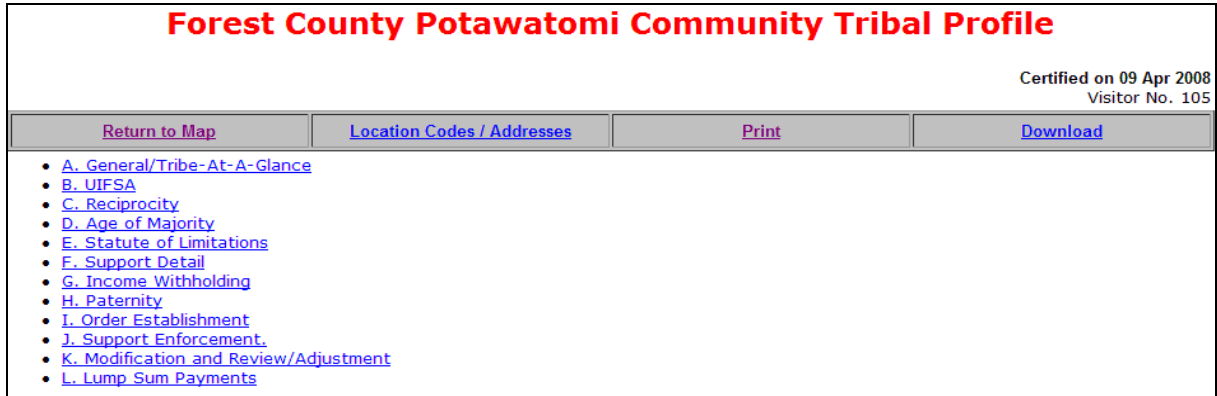 Forest County Potawatomi Community Tribal Profile
Certified on 09 Apr 2008
Visitor No. 105
Return to Map Location Codes / Addresses Print Download
A. General/Tribe-At-A-Glance
B. UIFSA
C. Reciprocity
D. Age of Majority
E. Statute of Limitations
F. Support Detail
G. Income Withholding
H. Paternity
I. Order Establishment
J. Support Enforcement.
K. Modification and Review/Adjustment
L. Lump Sum Payments